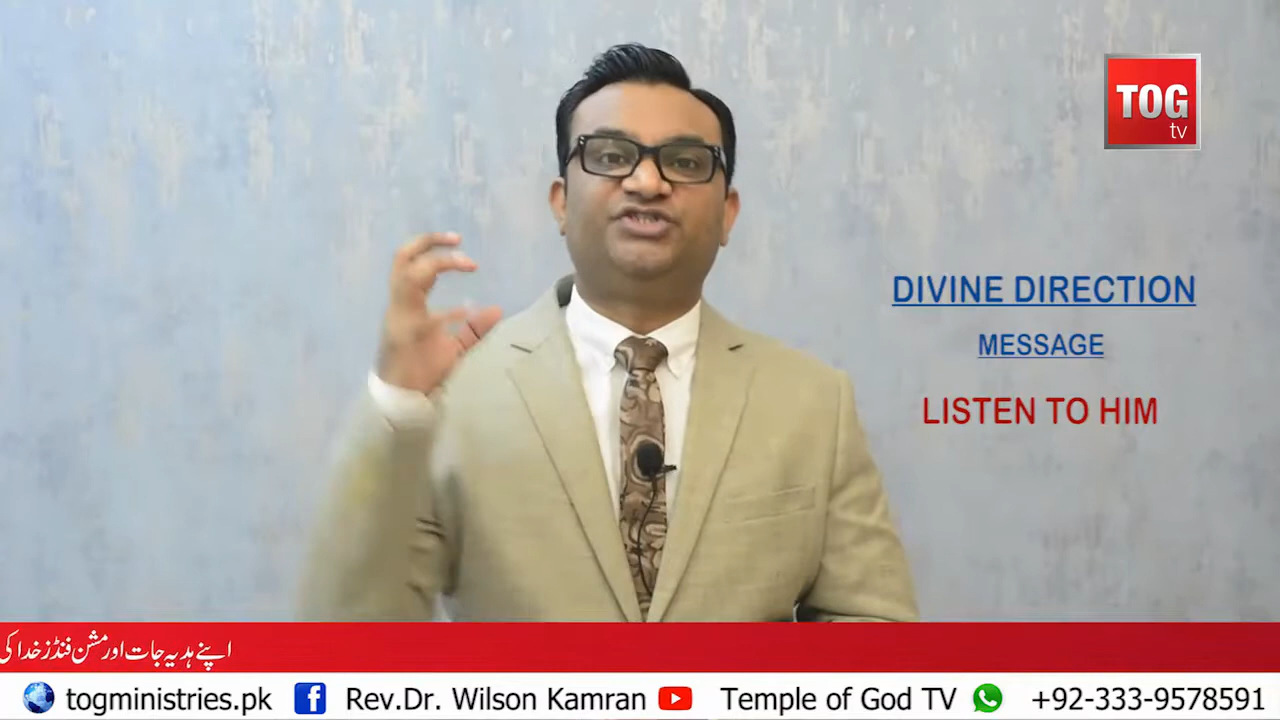 TOG
tv
DIVINE DIRECTION
MESSAGE
LISTEN TO HIM
اپنے ہدیہ جات اور مشن فنڈز خدا کی
togministries.pk Rev.Dr. Wilson Kamran Temple of God TV +92-333-9578591